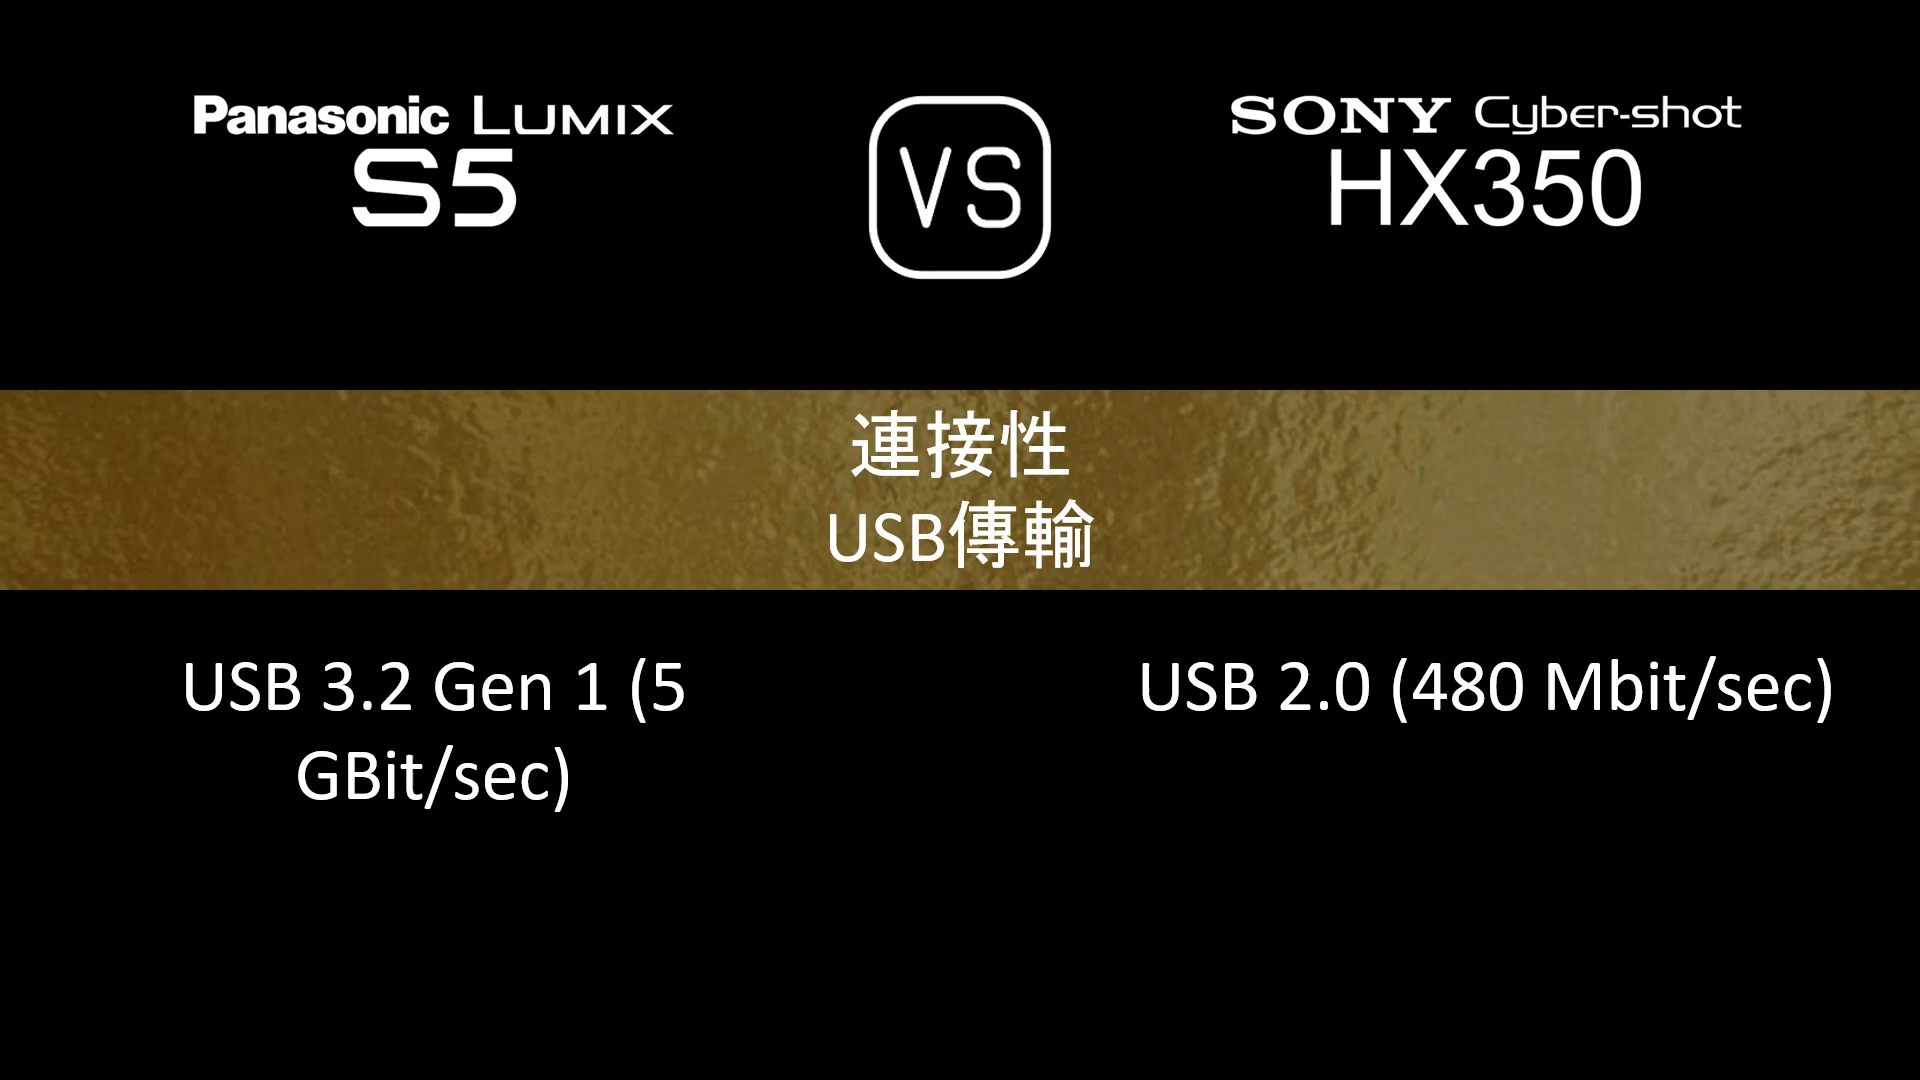 Panasonic LUMIX
S5
VS
SONY Cyber-shot
HX350
連接性
USB傳輸
USB 3.2 Gen 1 (5
GBit/sec)
USB 2.0 (480 Mbit/sec)